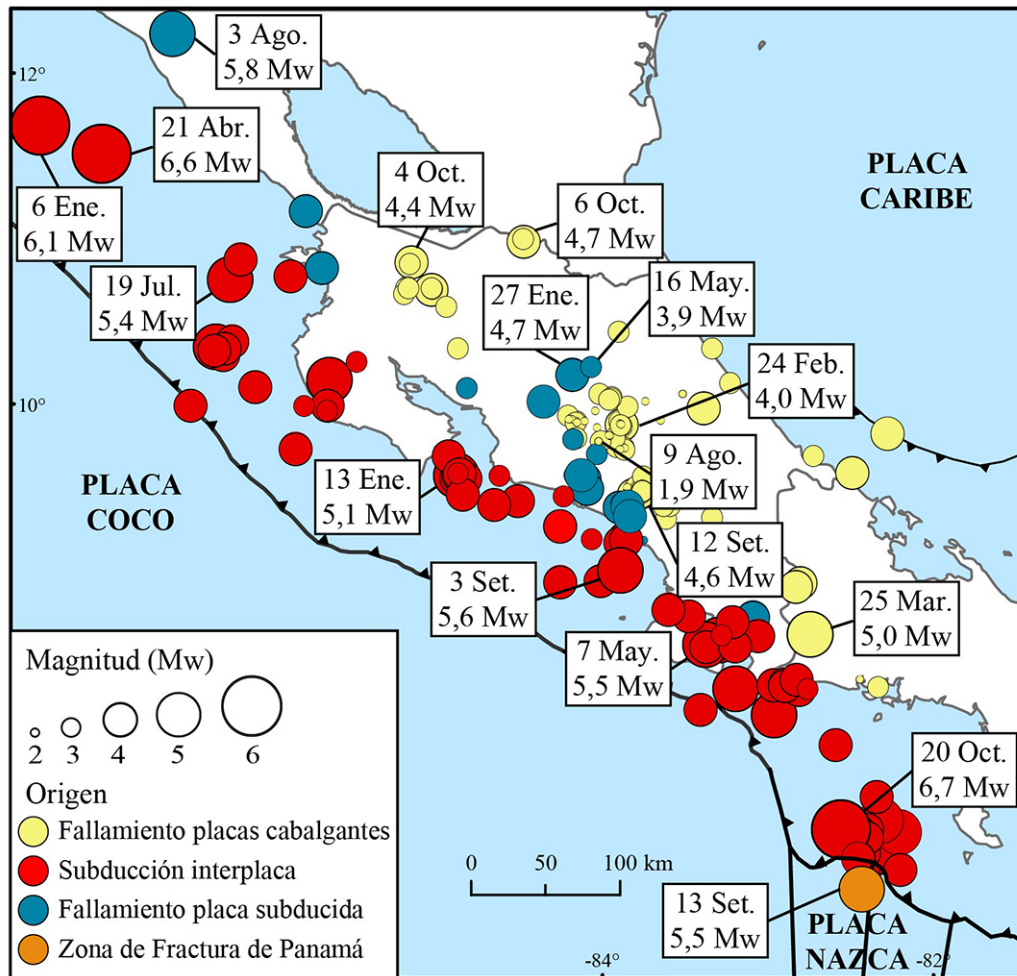 3 Ago.
5,8 Mw
12°
21 Abr.
6,6 Mw
PLACA
CARIBE
4 Oct.
4,4 Mw
6 Oct.
4,7 Mw
6 Ene.
6,1 Mw
19 Jul.
5,4 Mw
27 Ene.
4,7 Mw
16 May.
3,9 Mw
24 Feb.
4,0 Mw
10°
PLACA
COCO
13 Ene.
5,1 Mw
9 Ago.
1,9 Mw
12 Set.
4,6 Mw
3 Set.
5,6 Mw
25 Mar.
5,0 Mw
7 May.
5,5 Mw
20 Oct.
6,7 Mw
13 Set.
5,5 Mw
PLACA
NAZCA
Magnitud (Mw)
2 3 4 5 6
Origen
Fallamiento placas cabalgantes
Subducción interplaca
Fallamiento placa subducida
Zona de Fractura de Panamá
0 50 100 km
-84° -82°